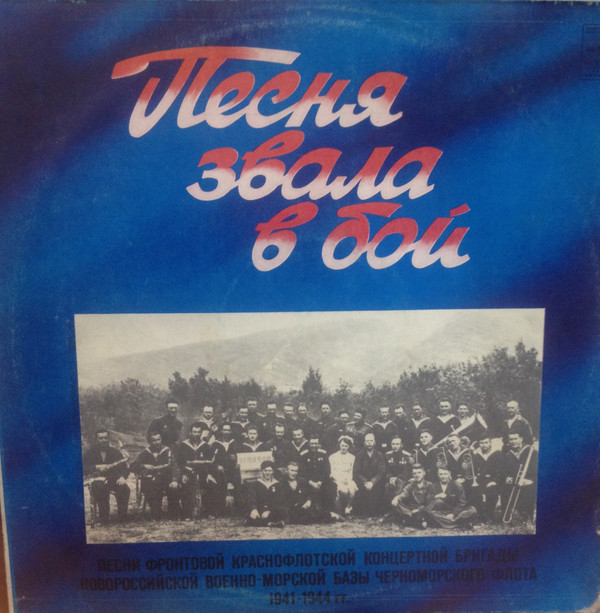 Песня
звала
в бой
ПЕСНИ ФРОНТОВОЙ КРАСНОФЛОТСКОЙ КОНЦЕРТНОЙ БРИГАДЫ
НОВОРОССИЙСКОЙ ВОЕННО-МОРСКОЙ БАЗЫ ЧЕРНОМОРСКОГО ФЛОТА
1941-1944 гг.